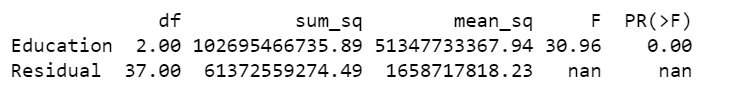 df sum_sq mean_sq F PR(>F)
Education 2.00 102695466735.89 51347733367.94 30.96 0.00
Residual 37.00 61372559274.49 1658717818.23 nan nan